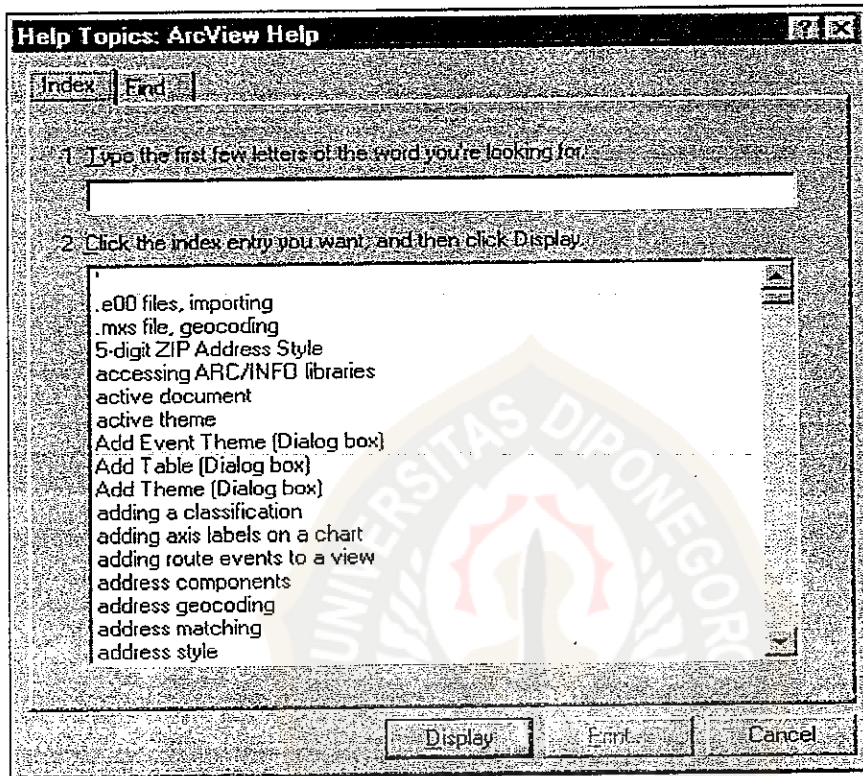 Help Topics: ArcView Help
Index Find
1 Type the first few letters of the word you're looking for.
2 Click the index entry you want, and then click Display.
'
.e00 files, importing
.mxs file, geocoding
5-digit ZIP Address Style
accessing ARC/INFO libraries
active document
active theme
Add Event Theme (Dialog box)
Add Table (Dialog box)
Add Theme (Dialog box)
adding a classification
adding axis labels on a chart
adding route events to a view
address components
address geocoding
address matching
address style
Display Print... Cancel
UNIVERSITAS DIPONEGORO